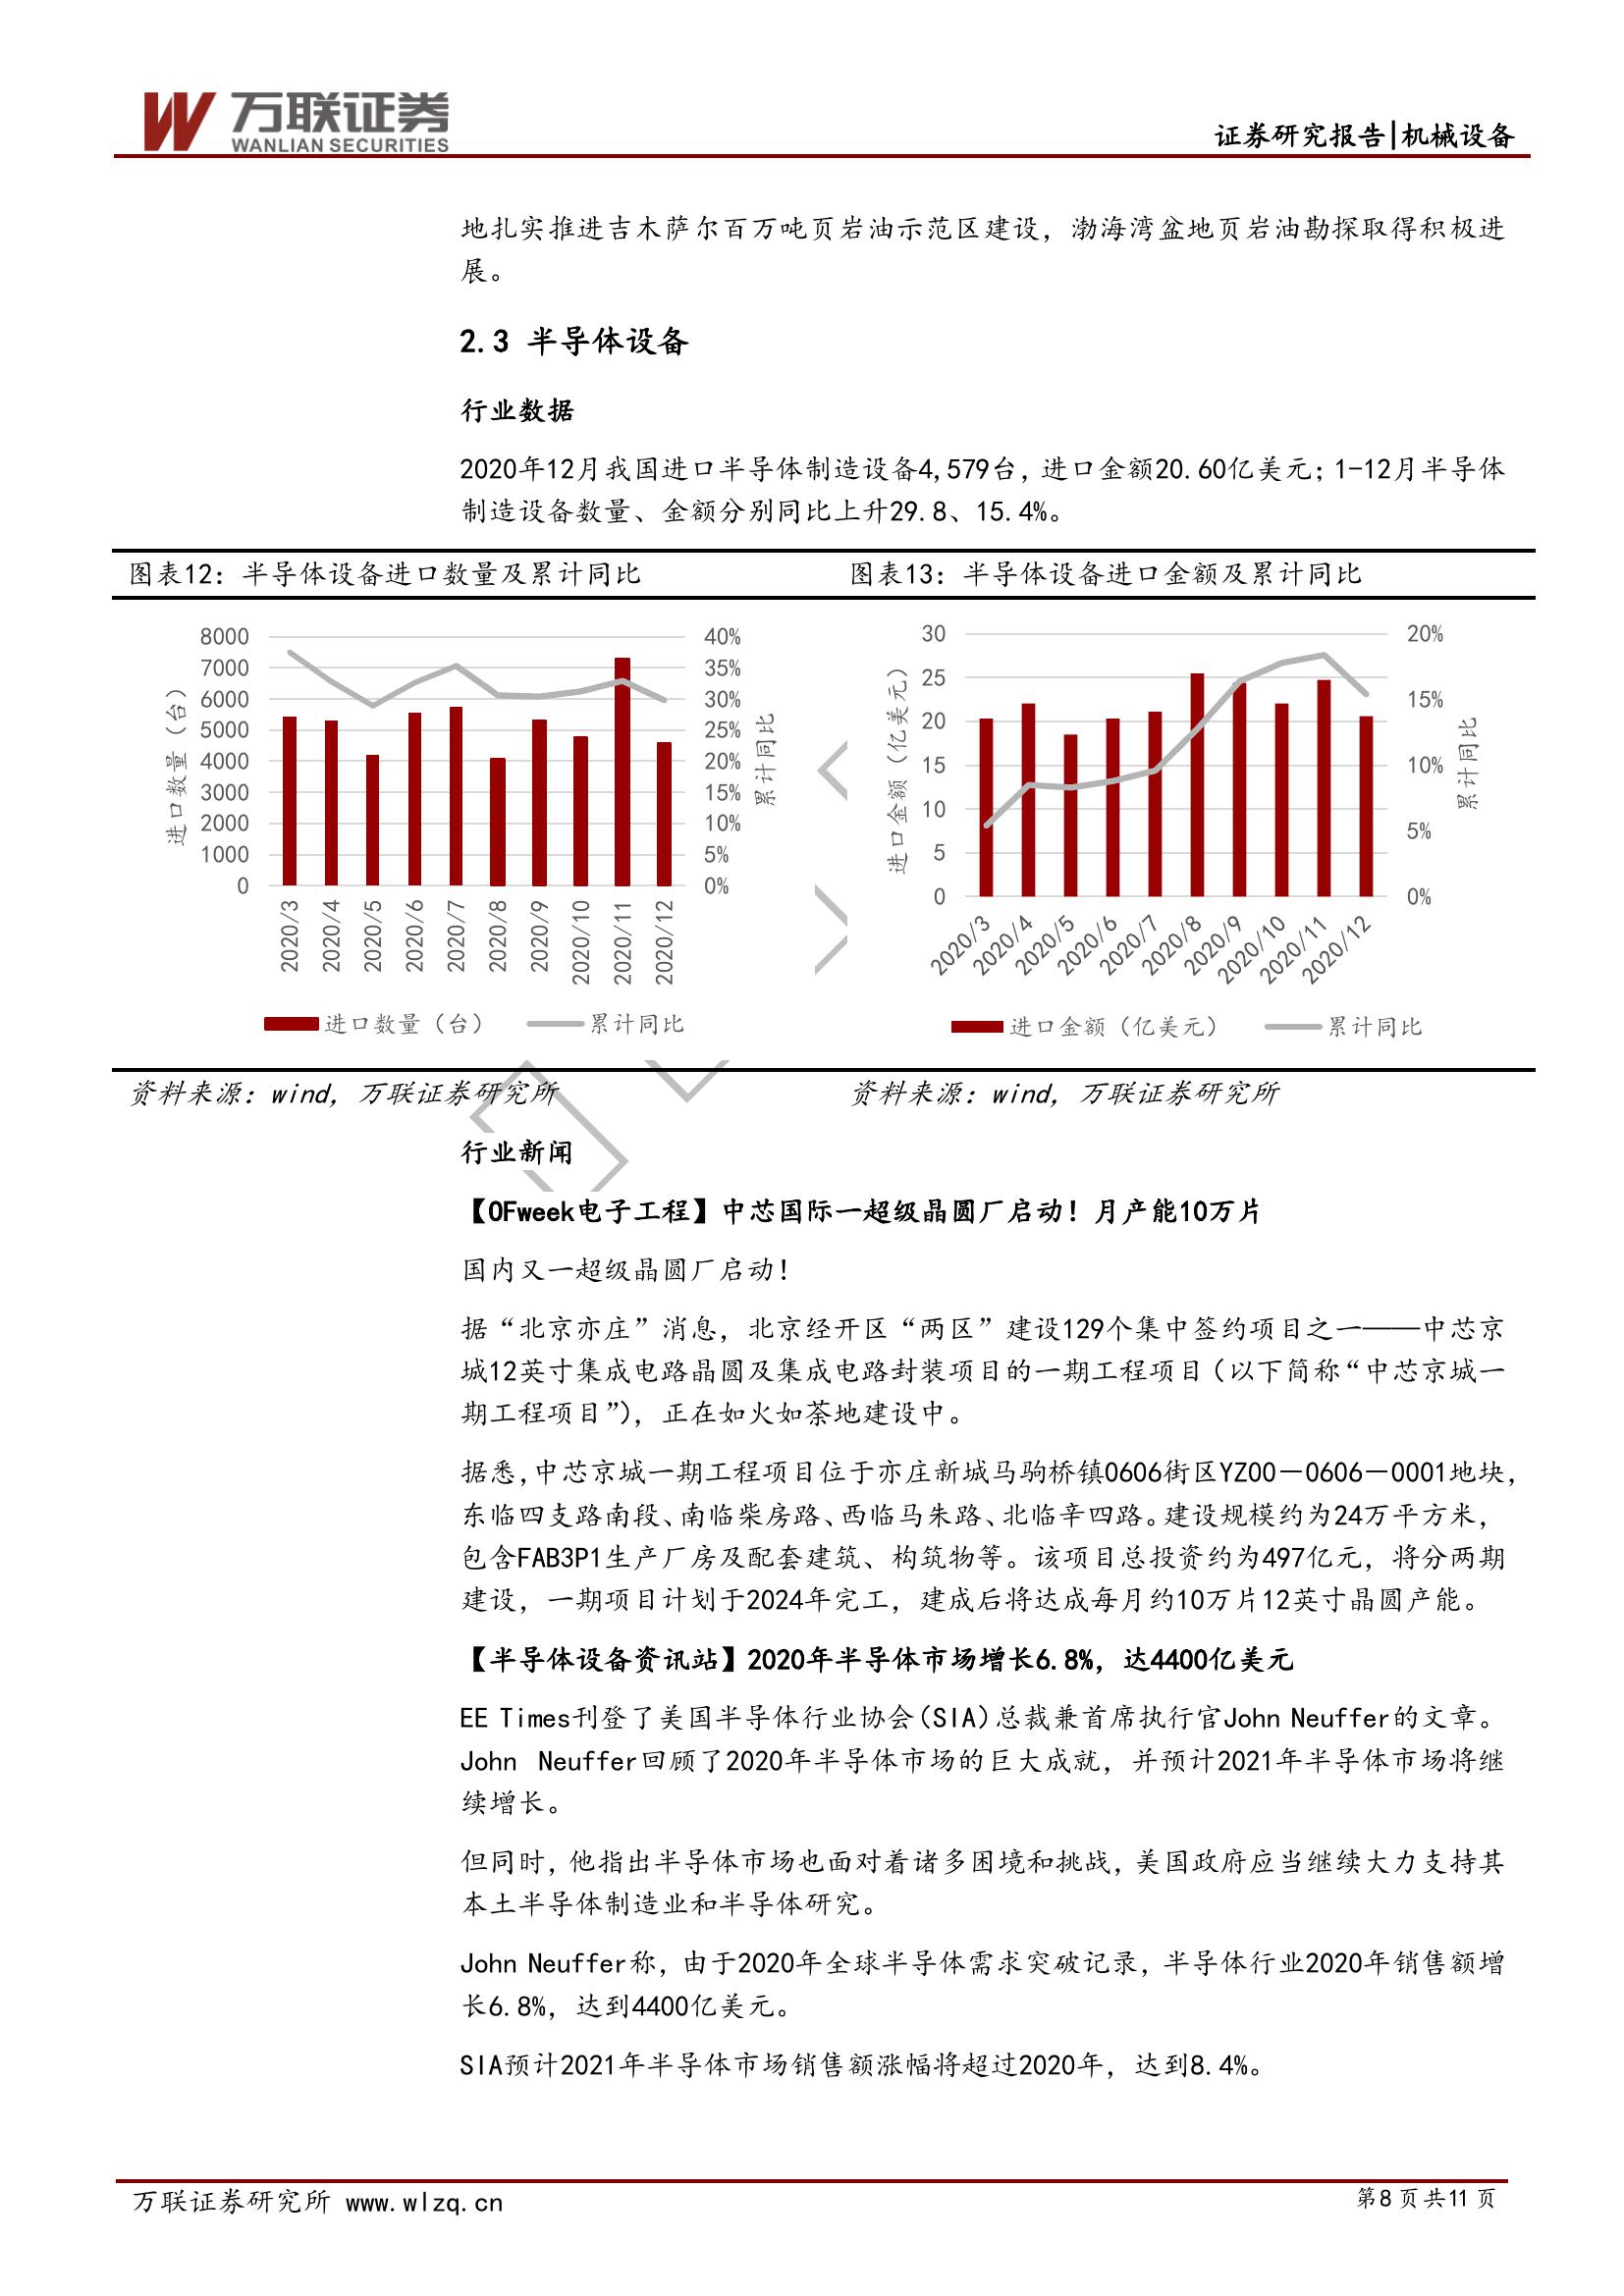 万联证券
WANLIAN SECURITIES
证券研究报告|机械设备
地扎实推进吉木萨尔百万吨页岩油示范区建设，渤海湾盆地页岩油勘探取得积极进
展。
2.3 半导体设备
行业数据
2020年12月我国进口半导体制造设备4,579台，进口金额20.60亿美元；1-12月半导体
制造设备数量、金额分别同比上升29.8、15.4%。
图表12：半导体设备进口数量及累计同比
8000
7000
6000
5000
4000
3000
2000
1000
0
进口数量（台）
40%
35%
30%
25%
20%
15%
10%
5%
0%
累计同比
2020/3
2020/4
2020/5
2020/6
2020/7
2020/8
2020/9
2020/10
2020/11
2020/12
进口数量（台） 累计同比
资料来源：wind，万联证券研究所
图表13：半导体设备进口金额及累计同比
30
25
20
15
10
5
0
进口金额（亿美元）
20%
15%
10%
5%
0%
累计同比
2020/3
2020/4
2020/5
2020/6
2020/7
2020/8
2020/9
2020/10
2020/11
2020/12
进口金额（亿美元） 累计同比
资料来源：wind，万联证券研究所
行业新闻
【OFweek电子工程】中芯国际一超级晶圆厂启动！月产能10万片
国内又一超级晶圆厂启动！
据“北京亦庄”消息，北京经开区“两区”建设129个集中签约项目之一——中芯京
城12英寸集成电路晶圆及集成电路封装项目的一期工程项目（以下简称“中芯京城一
期工程项目”），正在如火如荼地建设中。
据悉，中芯京城一期工程项目位于亦庄新城马驹桥镇0606街区YZ00－0606－0001地块，
东临四支路南段、南临柴房路、西临马朱路、北临辛四路。建设规模约为24万平方米，
包含FAB3P1生产厂房及配套建筑、构筑物等。该项目总投资约为497亿元，将分两期
建设，一期项目计划于2024年完工，建成后将达成每月约10万片12英寸晶圆产能。
【半导体设备资讯站】2020年半导体市场增长6.8%，达4400亿美元
EE Times刊登了美国半导体行业协会（SIA）总裁兼首席执行官John Neuffer的文章。
John Neuffer回顾了2020年半导体市场的巨大成就，并预计2021年半导体市场将继
续增长。
但同时，他指出半导体市场也面对着诸多困境和挑战，美国政府应当继续大力支持其
本土半导体制造业和半导体研究。
John Neuffer称，由于2020年全球半导体需求突破记录，半导体行业2020年销售额增
长6.8%，达到4400亿美元。
SIA预计2021年半导体市场销售额涨幅将超过2020年，达到8.4%。
万联证券研究所 www.wlzq.cn
第8页共11页